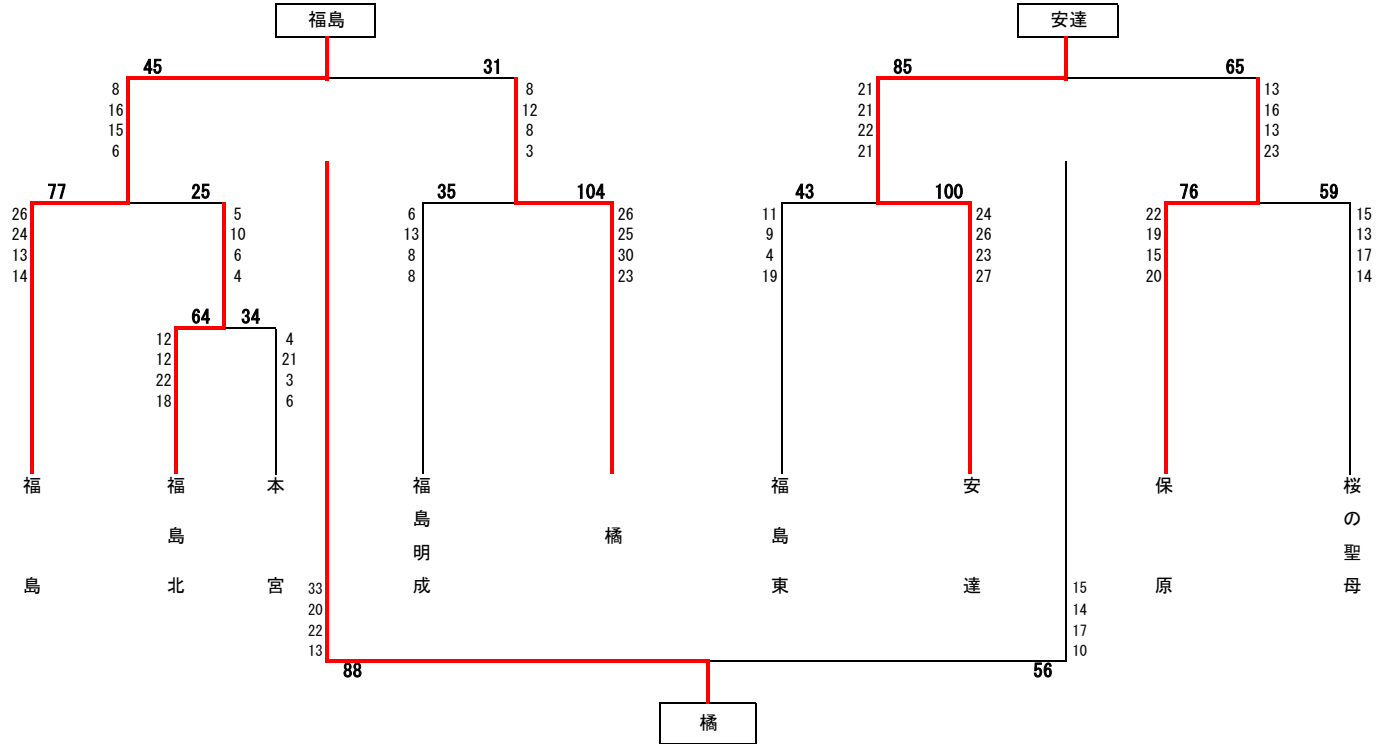 福島 安達
45 31 85 65
8 8 21 13
16 12 21 16
15 8 22 13
6 3 21 23
77 25 35 104 43 100 76 59
26 5 6 26 11 24 22 15
24 10 13 25 9 26 19 13
13 6 8 30 4 23 15 17
14 4 8 23 19 27 20 14
64 34
12 4
12 21
22 3
18 6
福島
福島北
本宮
福島明成
橘
福島東
安達
保原
桜の聖母
33 15
20 14
22 17
13 10
88 56
橘